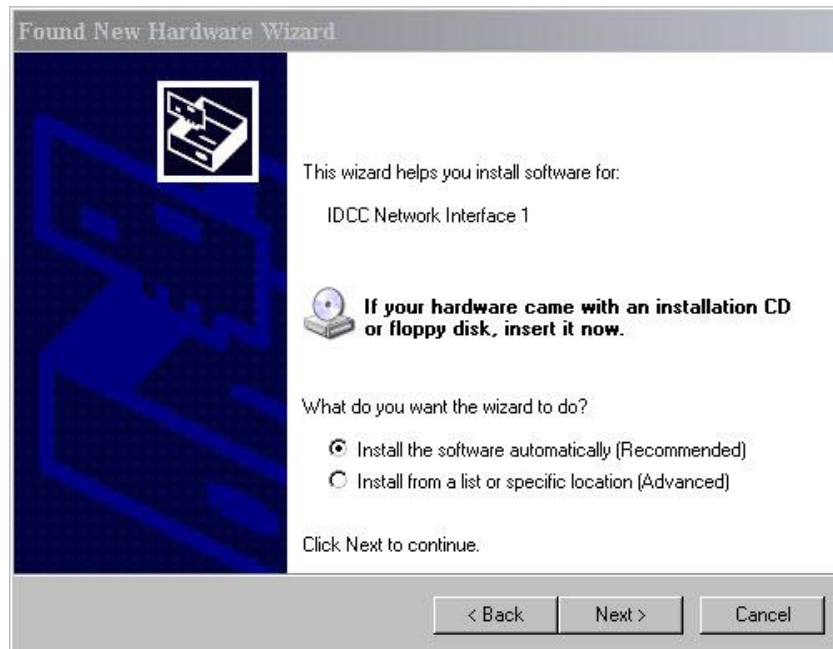 Found New Hardware Wizard
This wizard helps you install software for:
IDCC Network Interface 1
If your hardware came with an installation CD
or floppy disk, insert it now.
What do you want the wizard to do?
Install the software automatically (Recommended)
Install from a list or specific location (Advanced)
Click Next to continue.
< Back Next > Cancel